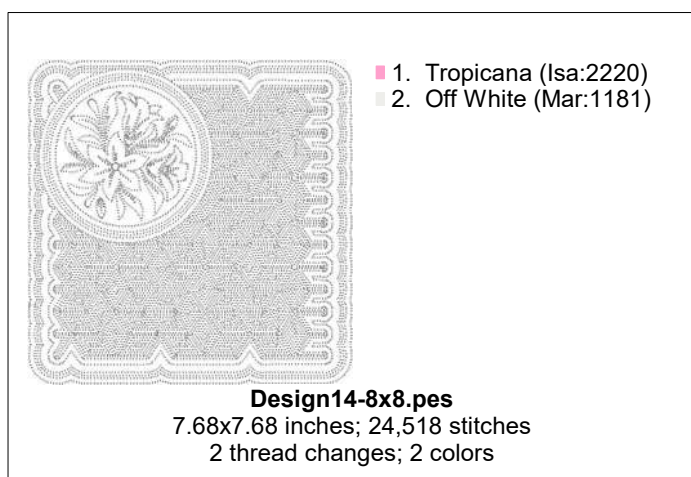 1. Tropicana (Isa:2220)
2. Off White (Mar:1181)
Design14-8x8.pes
7.68x7.68 inches; 24,518 stitches
2 thread changes; 2 colors